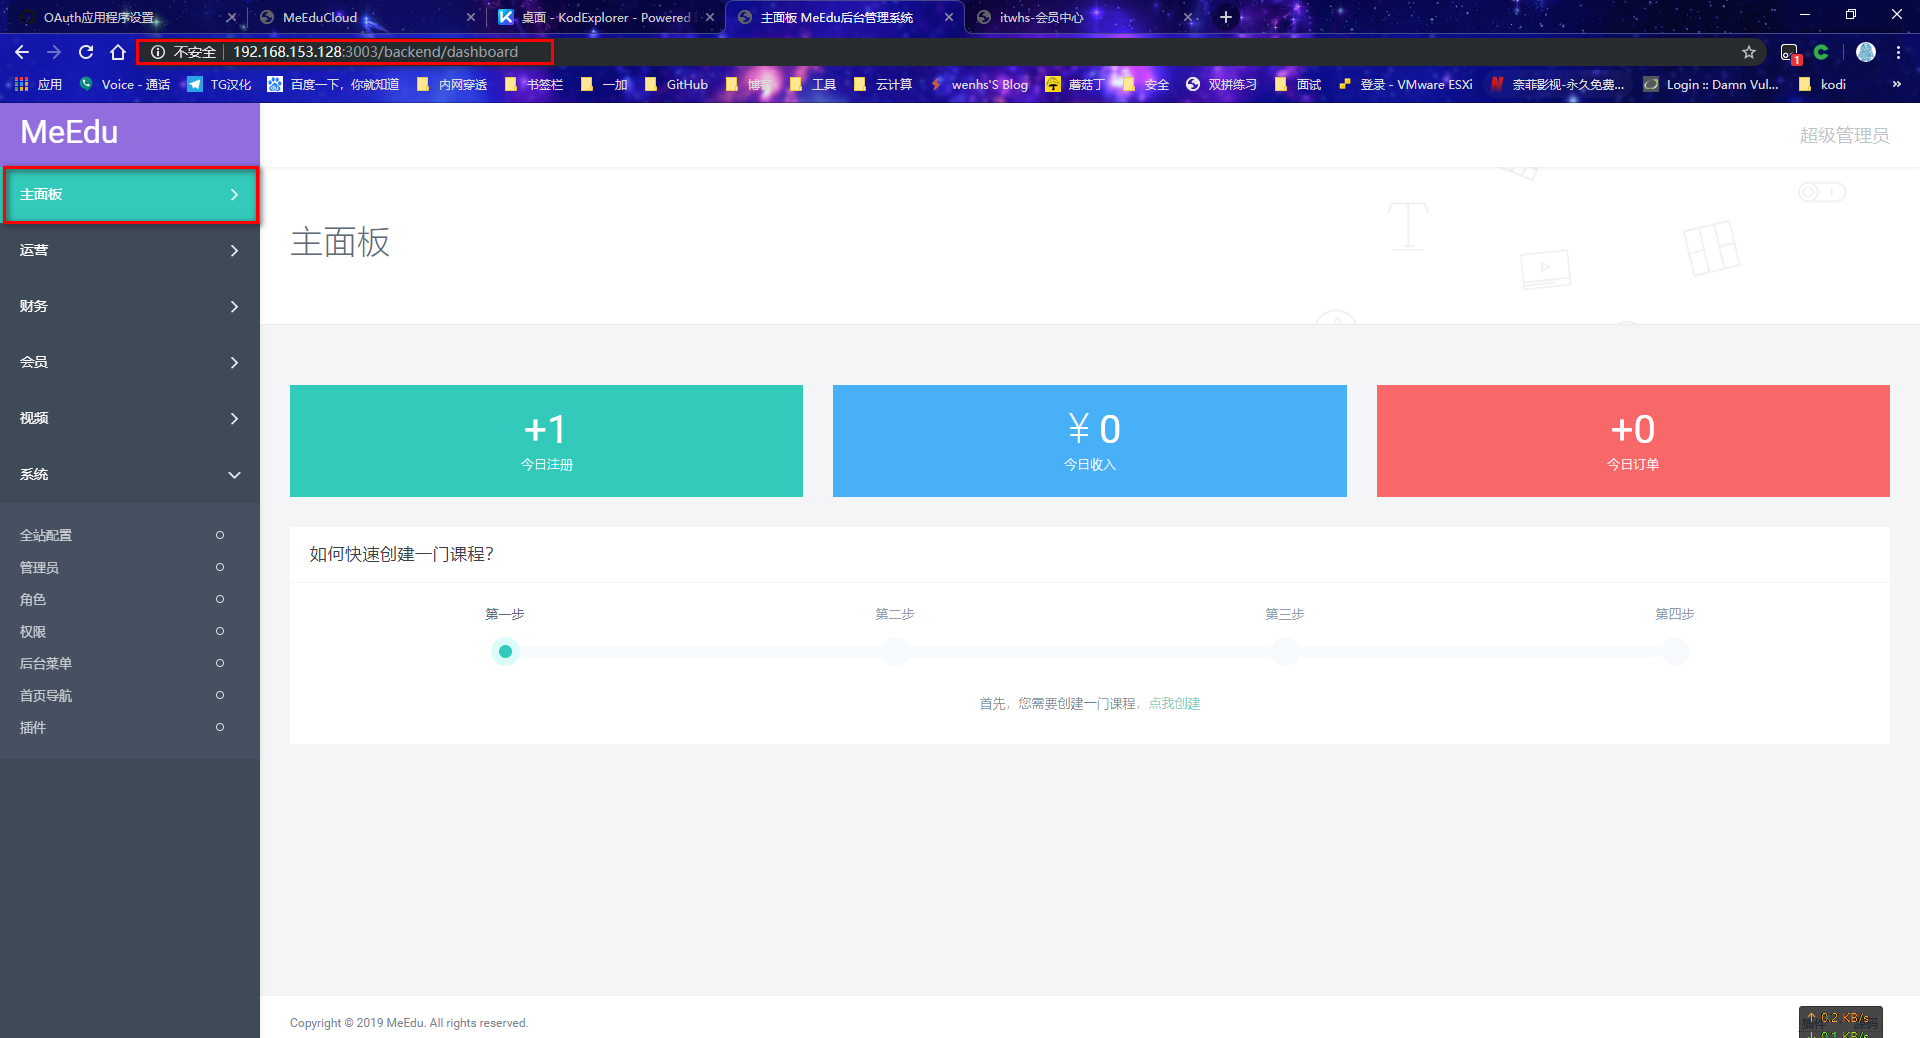 OAuth应用程序设置
MeEduCloud
桌面 - KodExplorer - Powered
主面板 MeEdu后台管理系统
itwhs-会员中心
不安全 192.168.153.128:3003/backend/dashboard
1
应用
Voice - 通话
TG汉化
百度一下，你就知道
内网穿透
书签栏
一加
GitHub
博客
工具
云计算
wenhs'S Blog
蘑菇丁
安全
双拼练习
面试
登录 - VMware ESXi
奈菲影视-永久免费...
Login :: Damn Vul...
kodi
»
MeEdu
超级管理员
主面板
运营
财务
会员
视频
系统
全站配置
管理员
角色
权限
后台菜单
首页导航
插件
主面板
+1
今日注册
￥0
今日收入
+0
今日订单
如何快速创建一门课程？
第一步
第二步
第三步
第四步
首先，您需要创建一门课程，点我创建
Copyright © 2019 MeEdu. All rights reserved.
↑ 0.2 KB/s
↓ 0.1 KB/s